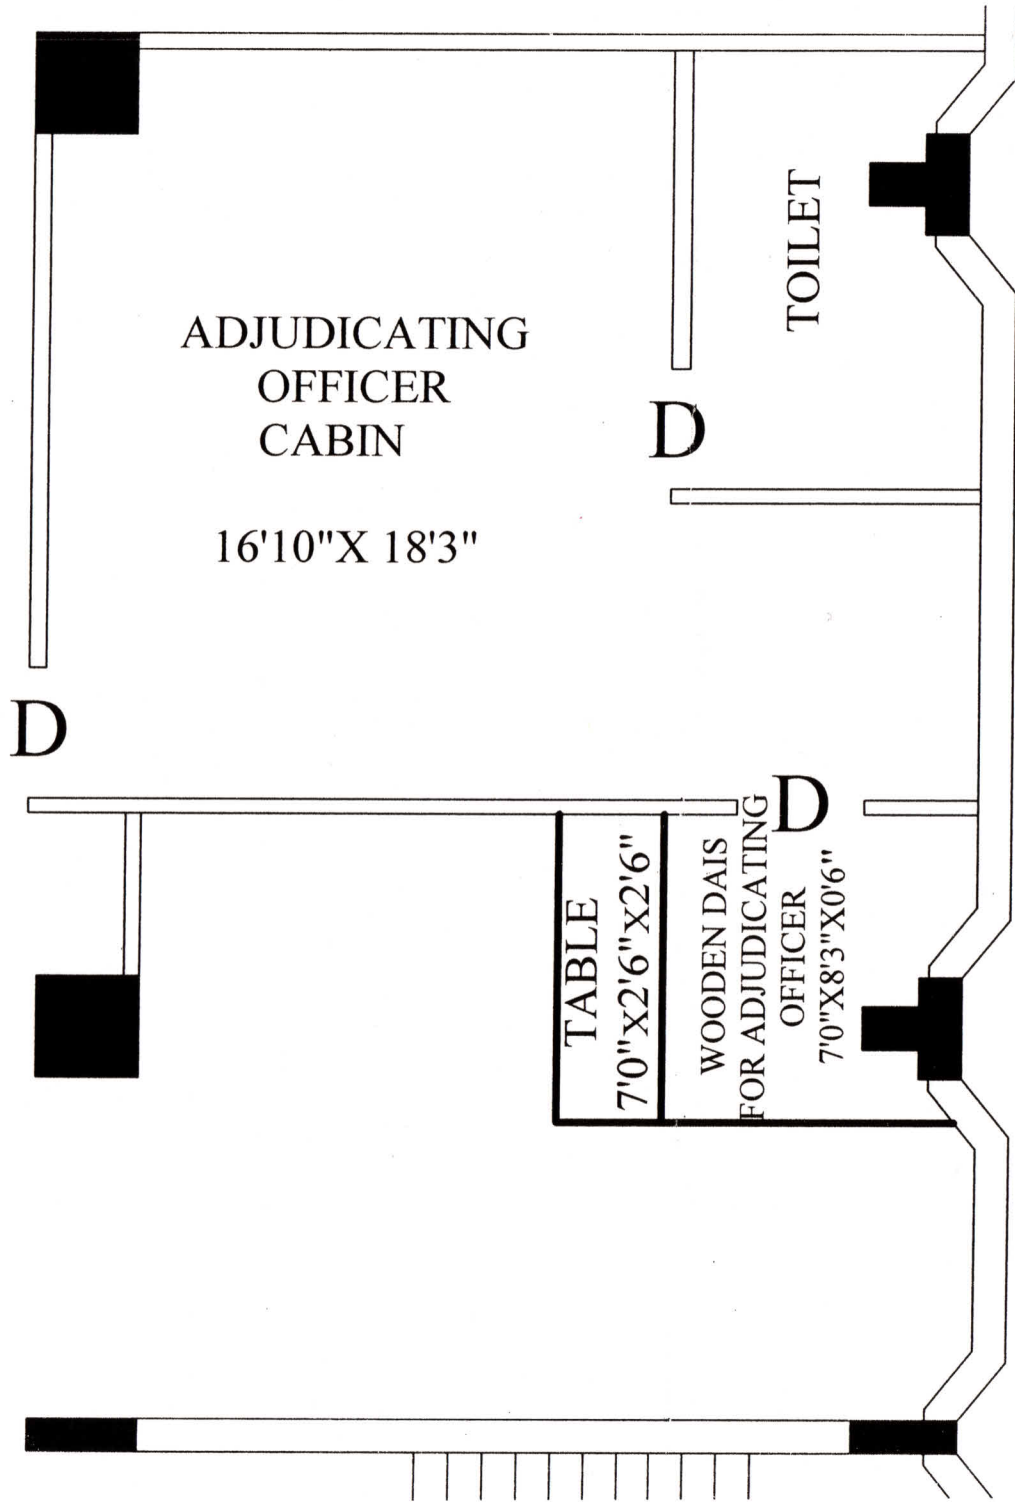 TOILET
ADJUDICATING
OFFICER
CABIN
16'10"X 18'3"
D
D
D
TABLE
7'0"x2'6"x2'6"
WOODEN DAIS
FOR ADJUDICATING
OFFICER
7'0"X8'3"X0'6"